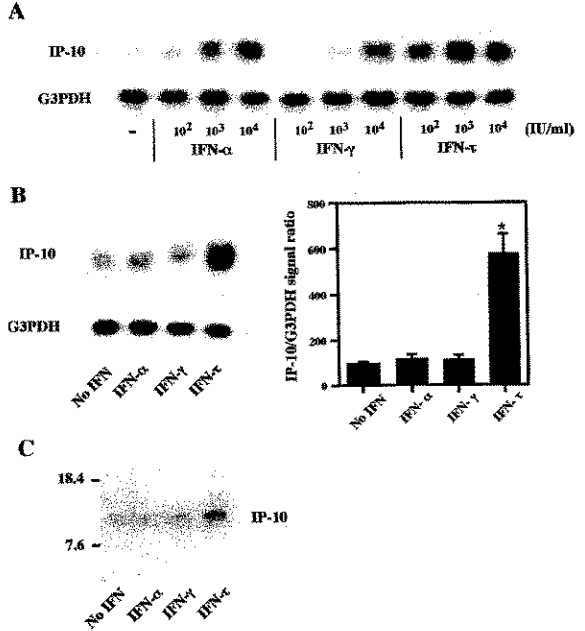 A
IP-10
G3PDH
- 10² 10³ 10⁴ 10² 10³ 10⁴ 10² 10³ 10⁴ (IU/ml)
IFN-α IFN-γ IFN-τ
B
IP-10
G3PDH
No IFN IFN-α IFN-γ IFN-τ
IP-10/G3PDH signal ratio
800
600
400
200
0
*
No IFN IFN-α IFN-γ IFN-τ
C
18.4
IP-10
7.6
No IFN IFN-α IFN-γ IFN-τ